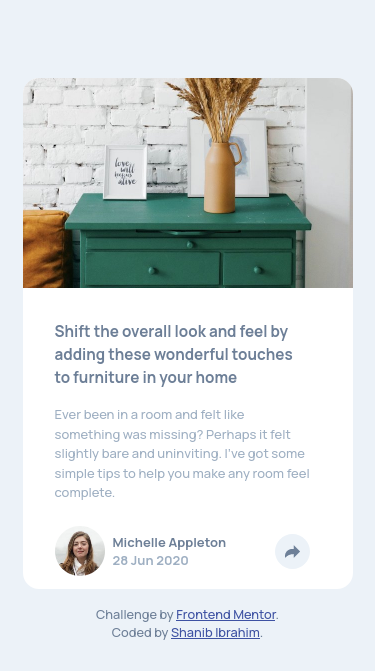 love will
begins
alive
Shift the overall look and feel by
adding these wonderful touches
to furniture in your home
Ever been in a room and felt like
something was missing? Perhaps it felt
slightly bare and uninviting. I've got some
simple tips to help you make any room feel
complete.
Michelle Appleton
28 Jun 2020
Challenge by Frontend Mentor.
Coded by Shanib Ibrahim.